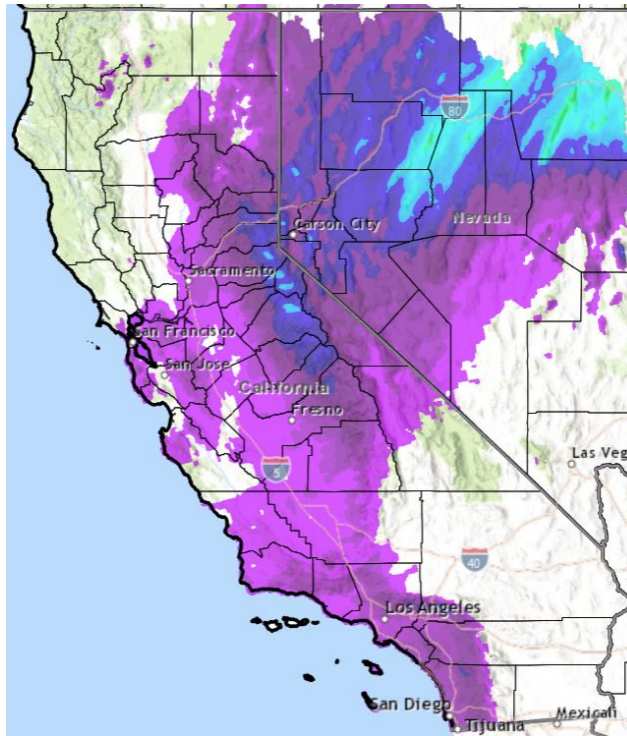 80
Nevada
Carson City
Sacramento
San Francisco
San Jose
California
Fresno
5
Las Veg
40
Los Angeles
San Diego
Tijuana
Mexicali